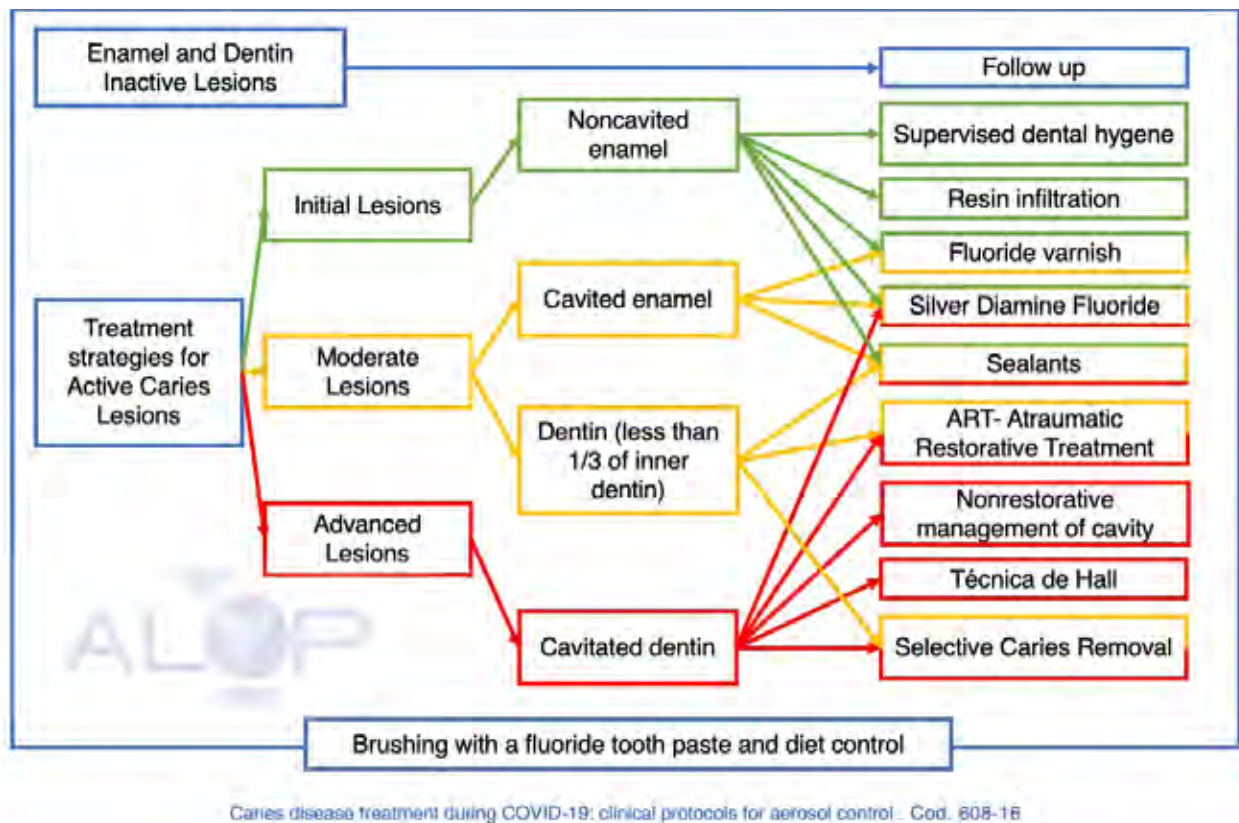 Enamel and Dentin
Inactive Lesions
Follow up
Noncavited
enamel
Supervised dental hygene
Initial Lesions
Resin infiltration
Fluoride varnish
Cavited enamel
Silver Diamine Fluoride
Treatment
strategies for
Active Caries
Lesions
Moderate
Lesions
Sealants
Dentin (less than
1/3 of inner
dentin)
ART- Atraumatic
Restorative Treatment
Advanced
Lesions
Nonrestorative
management of cavity
Técnica de Hall
Cavitated dentin
Selective Caries Removal
ALOP
Brushing with a fluoride tooth paste and diet control
Caries disease treatment during COVID-19: clinical protocols for aerosol control . Cod. 608-16